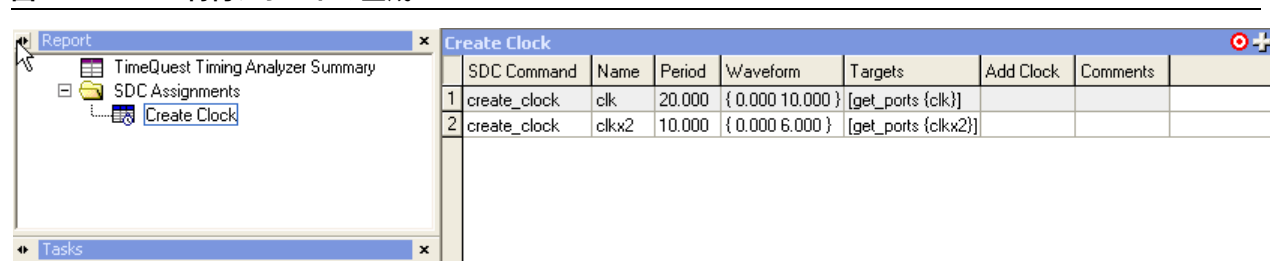 Report
TimeQuest Timing Analyzer Summary
SDC Assignments
Create Clock
Tasks
Create Clock
SDC Command Name Period Waveform Targets Add Clock Comments
1 create_clock clk 20.000 { 0.000 10.000 } [get_ports {clk}]
2 create_clock clkx2 10.000 { 0.000 6.000 } [get_ports {clkx2}]